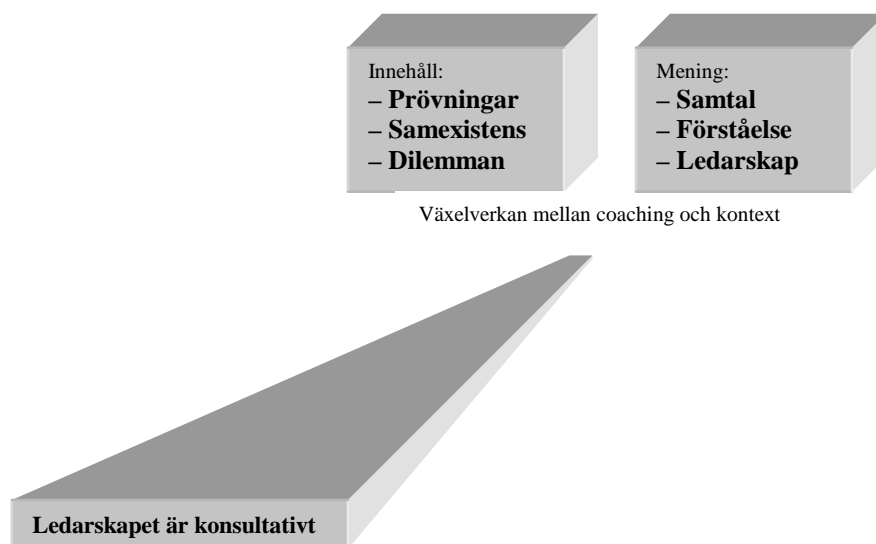 Innehåll:
– Prövningar
– Samexistens
– Dilemman
Mening:
– Samtal
– Förståelse
– Ledarskap
Växelverkan mellan coaching och kontext
Ledarskapet är konsultativt